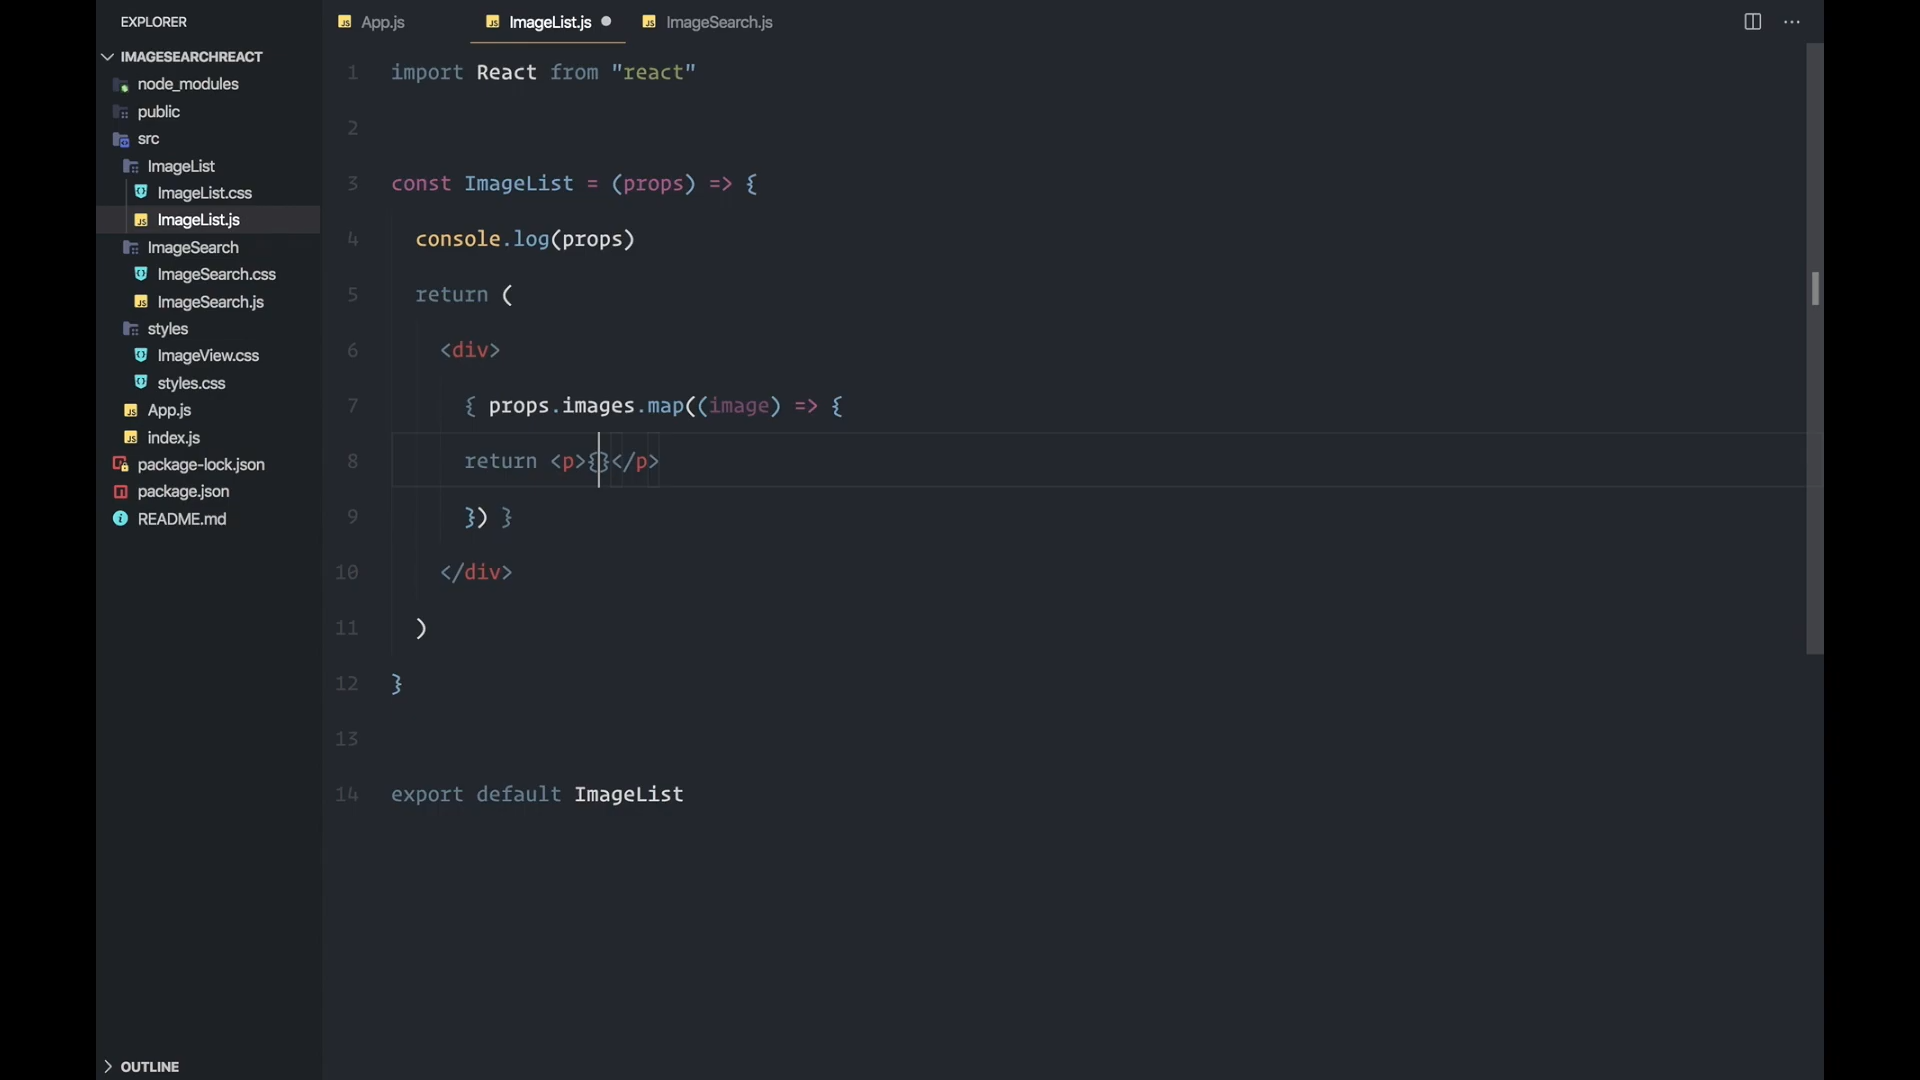 EXPLORER
IMAGESEARCHREACT
node_modules
public
src
ImageList
ImageList.css
ImageList.js
ImageSearch
ImageSearch.css
ImageSearch.js
styles
ImageView.css
styles.css
App.js
index.js
package-lock.json
package.json
README.md
OUTLINE
App.js ImageList.js ImageSearch.js
1 import React from "react"
2
3 const ImageList = (props) => {
4 console.log(props)
5 return (
6 <div>
7 { props.images.map((image) => {
8 return <p>{}</p>
9 }) }
10 </div>
11 )
12 }
13
14 export default ImageList